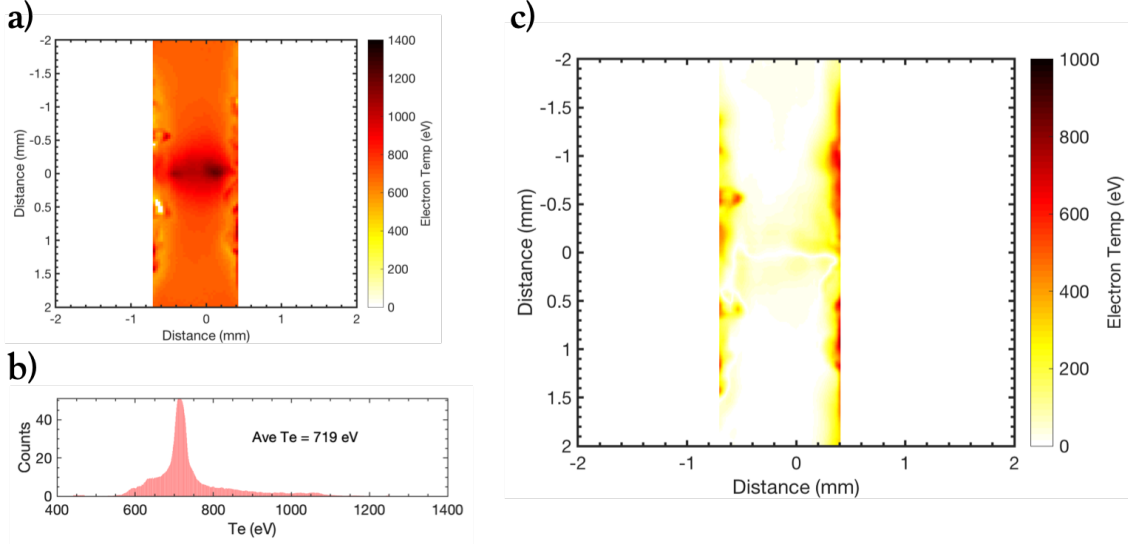 a)
-2
-1.5
-1
-0.5
0
0.5
1
1.5
2
-2 -1 0 1 2
Distance (mm)
Distance (mm)
1400
1200
1000
800
600
400
200
0
Electron Temp (eV)
b)
40
20
0
Counts
Ave Te = 719 eV
400 600 800 1000 1200 1400
Te (eV)
c)
-2
-1.5
-1
-0.5
0
0.5
1
1.5
2
-2 -1 0 1 2
Distance (mm)
Distance (mm)
1000
800
600
400
200
0
Electron Temp (eV)